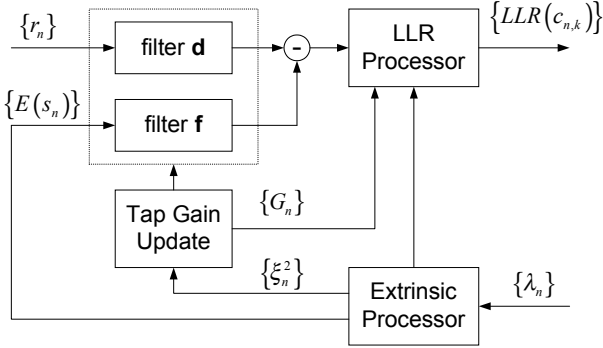 {r_n}
filter d
-
LLR
Processor
{LLR(c_{n,k})}
{E(s_n)}
filter f
Tap Gain
Update
{G_n}
{ξ_n^2}
Extrinsic
Processor
{λ_n}